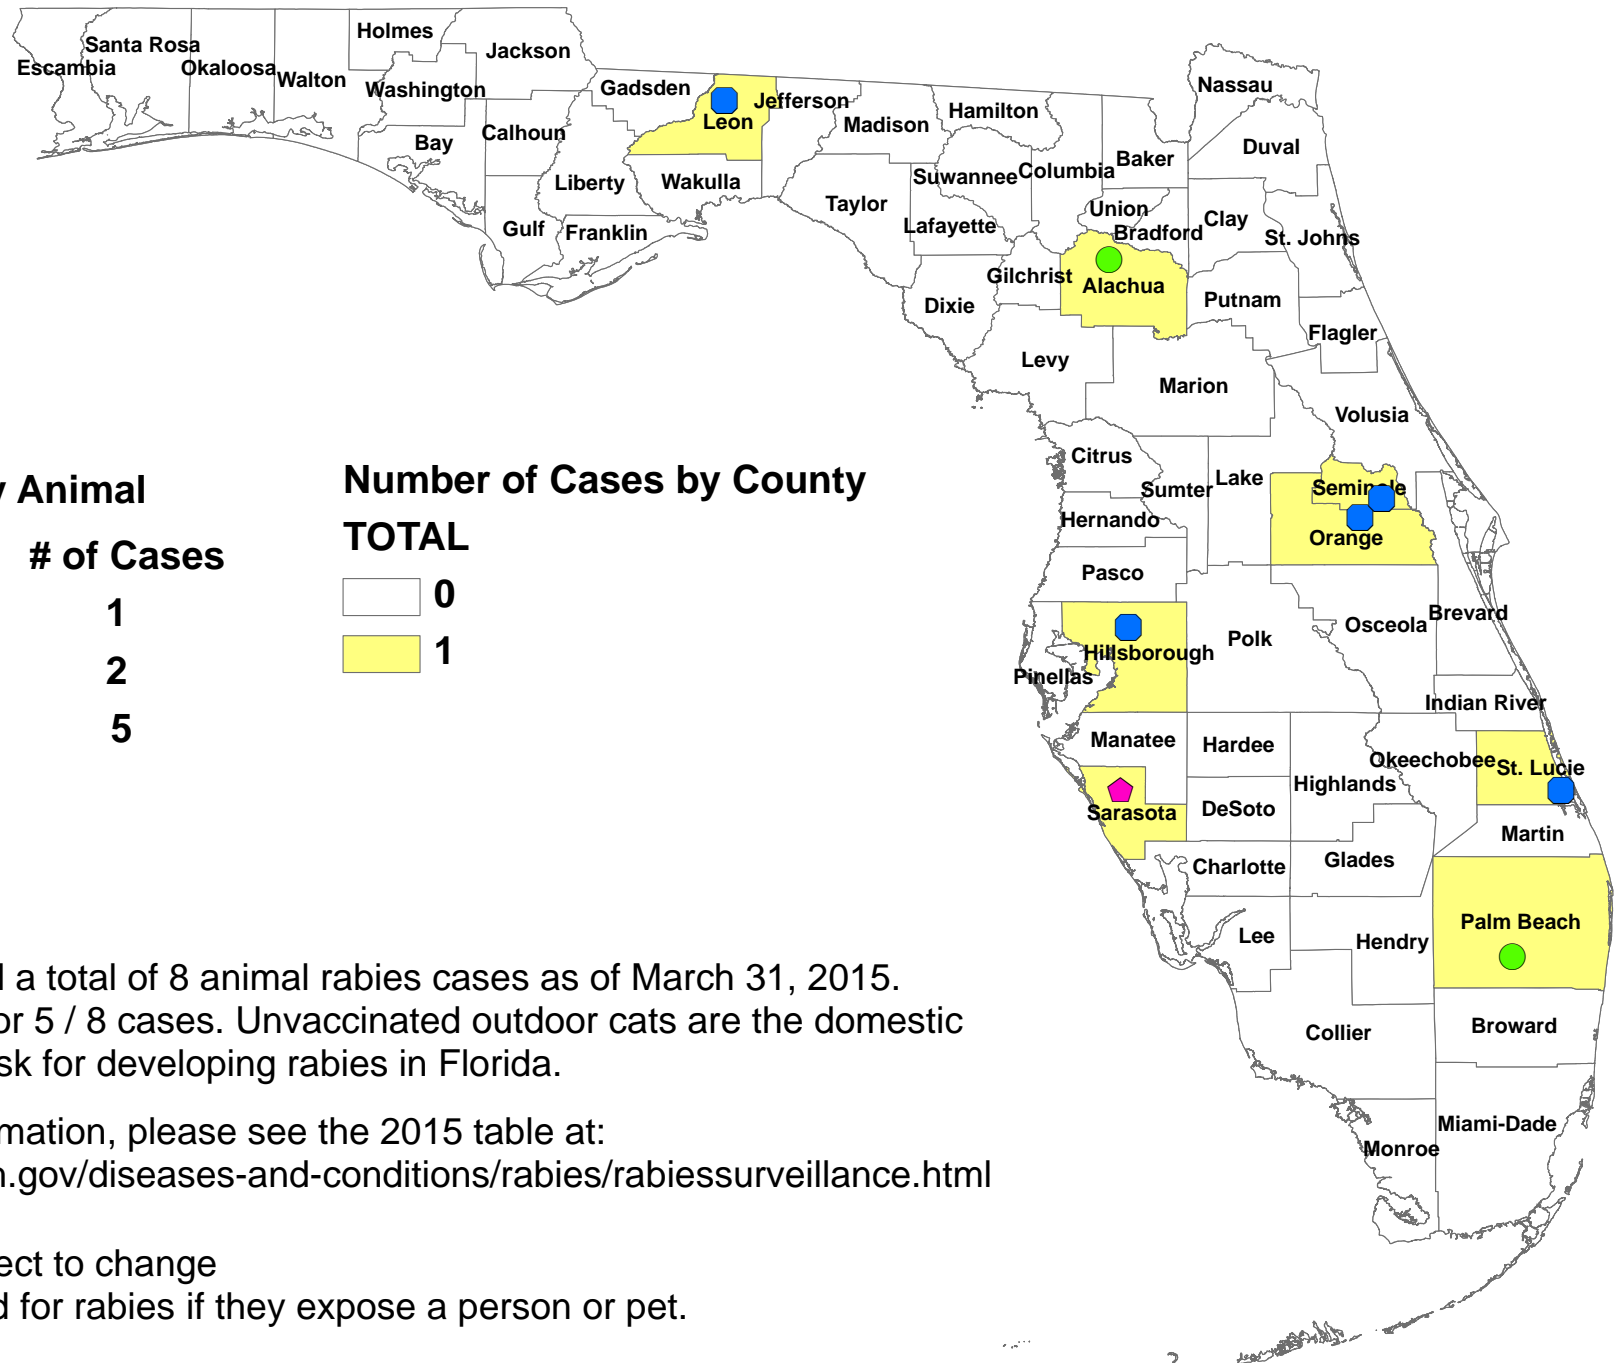 Holmes
Santa Rosa
Jackson
Escambia
Okaloosa
Walton
Washington
Gadsden
Jefferson
Leon
Nassau
Hamilton
Madison
Calhoun
Bay
Duval
Baker
Columbia
Suwannee
Liberty
Wakulla
Taylor
Union
Clay
Lafayette
Bradford
St. Johns
Gulf
Franklin
Gilchrist
Alachua
Putnam
Dixie
Flagler
Levy
Marion
Volusia
Citrus
Lake
Sumter
Seminole
Hernando
Orange
Pasco
Brevard
Osceola
Polk
Hillsborough
Pinellas
Indian River
Manatee
Hardee
Okeechobee
St. Lucie
Highlands
Sarasota
DeSoto
Martin
Charlotte
Glades
Palm Beach
Lee
Hendry
Broward
Collier
Miami-Dade
Monroe
y Animal
# of Cases
1
2
5
Number of Cases by County
TOTAL
0
1
a total of 8 animal rabies cases as of March 31, 2015.
or 5 / 8 cases. Unvaccinated outdoor cats are the domestic
sk for developing rabies in Florida.
mation, please see the 2015 table at:
h.gov/diseases-and-conditions/rabies/rabiessurveillance.html
ect to change
d for rabies if they expose a person or pet.